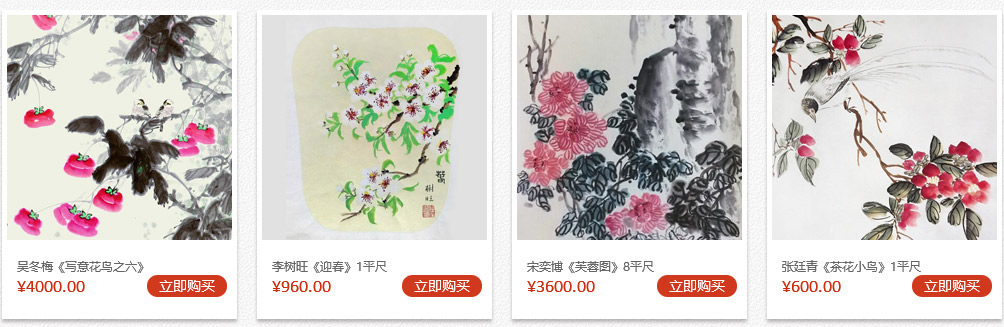 吴冬梅《写意花鸟之六》
¥4000.00 立即购买
李树旺《迎春》1平尺
¥960.00 立即购买
宋奕博《芙蓉图》8平尺
¥3600.00 立即购买
张廷青《茶花小鸟》1平尺
¥600.00 立即购买
树旺